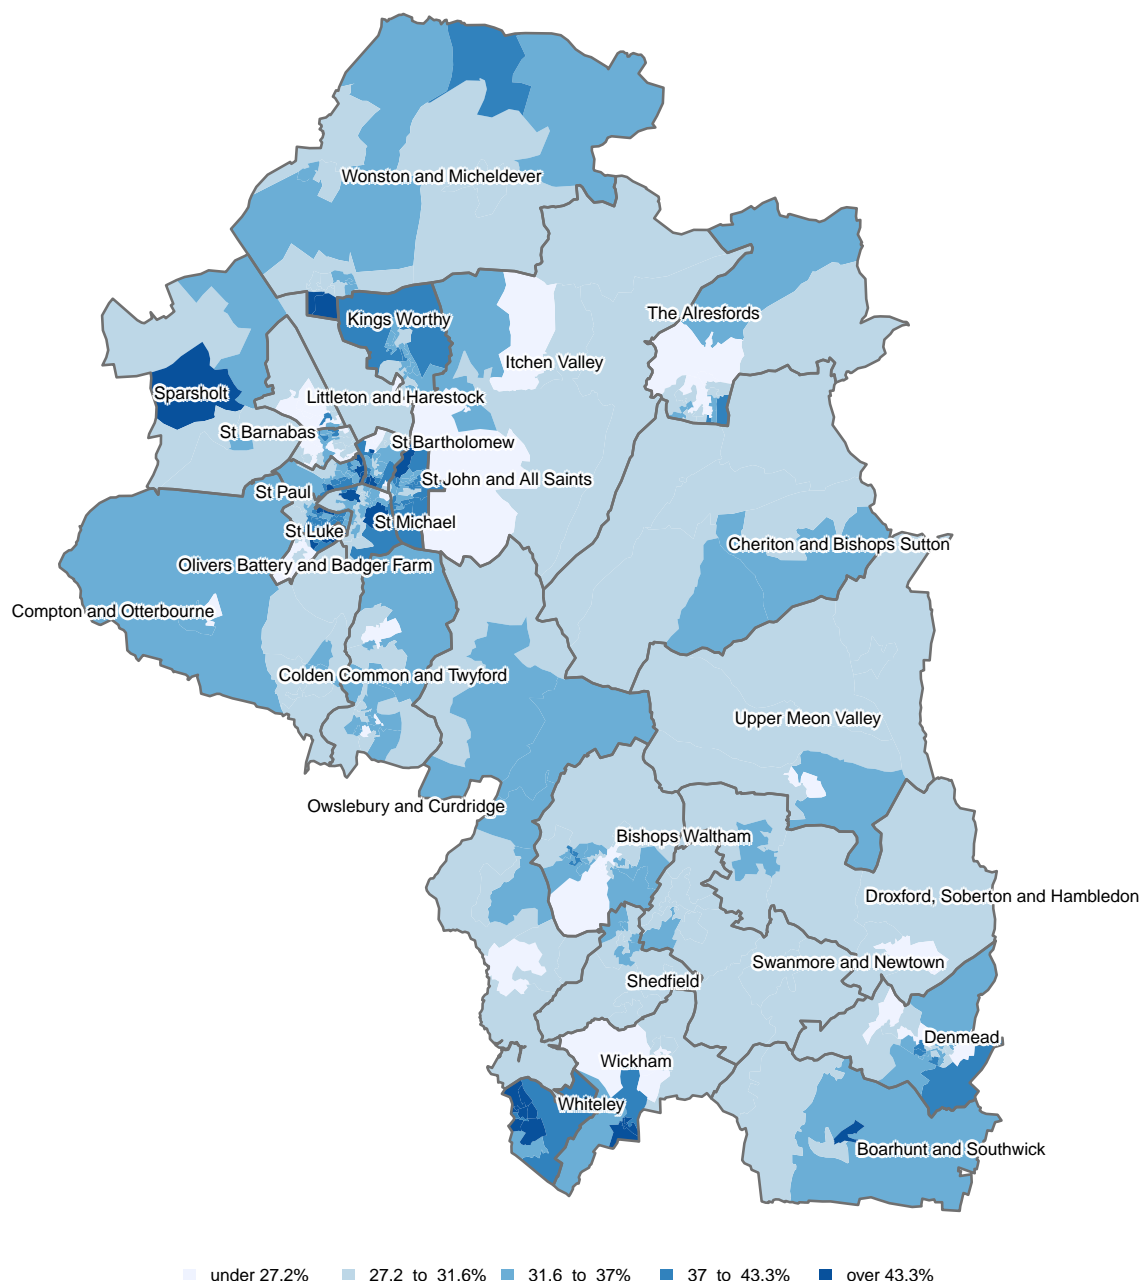 Wonston and Micheldever
The Alresfords
Kings Worthy
Itchen Valley
Sparsholt
Littleton and Harestock
St Barnabas
St Bartholomew
St John and All Saints
St Paul
St Michael
St Luke
Cheriton and Bishops Sutton
Olivers Battery and Badger Farm
Compton and Otterbourne
Colden Common and Twyford
Upper Meon Valley
Owslebury and Curdridge
Bishops Waltham
Droxford, Soberton and Hambledon
Swanmore and Newtown
Shedfield
Denmead
Wickham
Whiteley
Boarhunt and Southwick
under 27.2% 27.2 to 31.6% 31.6 to 37% 37 to 43.3% over 43.3%